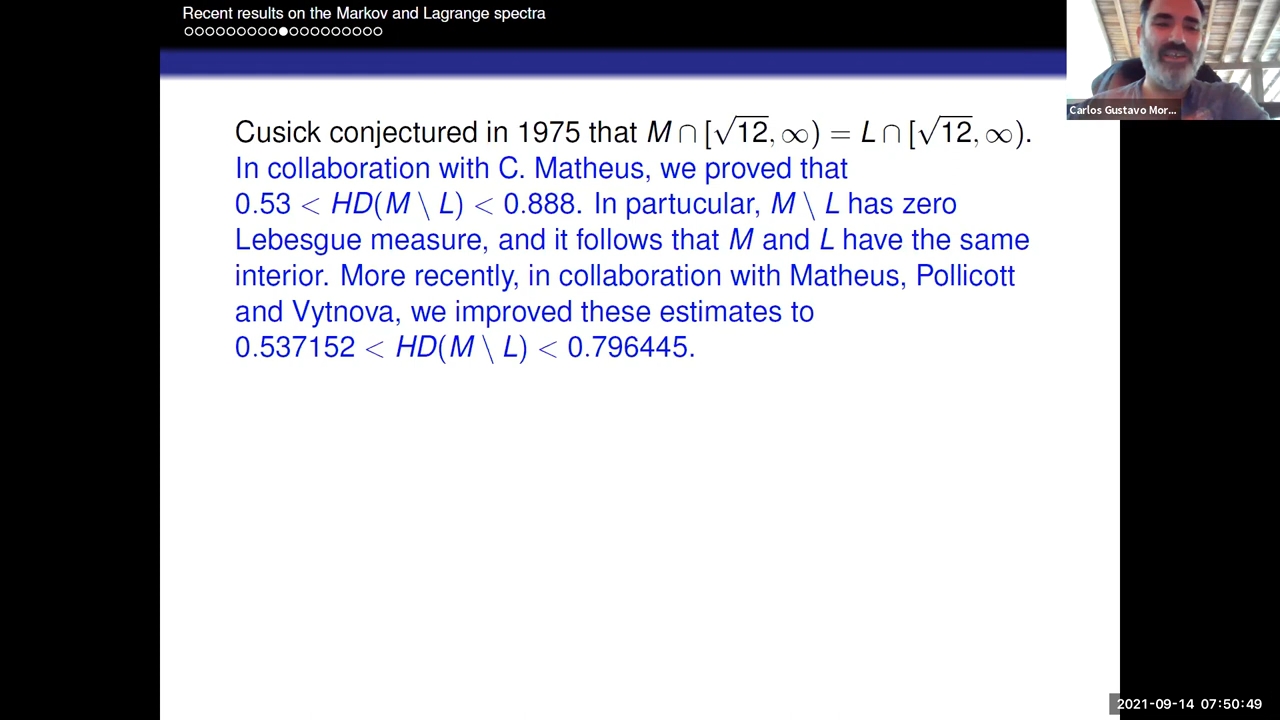 Recent results on the Markov and Lagrange spectra
Carlos Gustavo Mor...
Cusick conjectured in 1975 that M ∩ [√12, ∞) = L ∩ [√12, ∞).
In collaboration with C. Matheus, we proved that
0.53 < HD(M \ L) < 0.888. In partucular, M \ L has zero
Lebesgue measure, and it follows that M and L have the same
interior. More recently, in collaboration with Matheus, Pollicott
and Vytnova, we improved these estimates to
0.537152 < HD(M \ L) < 0.796445.
2021-09-14 07:50:49